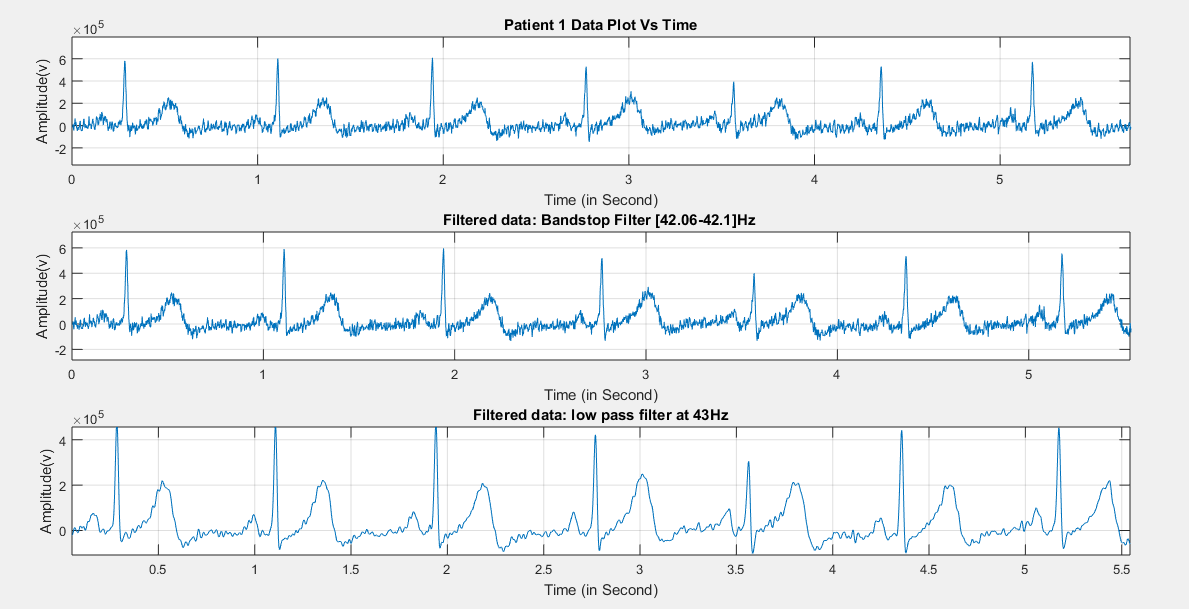 Patient 1 Data Plot Vs Time
×10^5
Amplitude(v)
6
4
2
0
-2
0 1 2 3 4 5
Time (in Second)
Filtered data: Bandstop Filter [42.06-42.1]Hz
×10^5
Amplitude(v)
6
4
2
0
-2
0 1 2 3 4 5
Time (in Second)
Filtered data: low pass filter at 43Hz
×10^5
Amplitude(v)
4
2
0
0.5 1 1.5 2 2.5 3 3.5 4 4.5 5 5.5
Time (in Second)